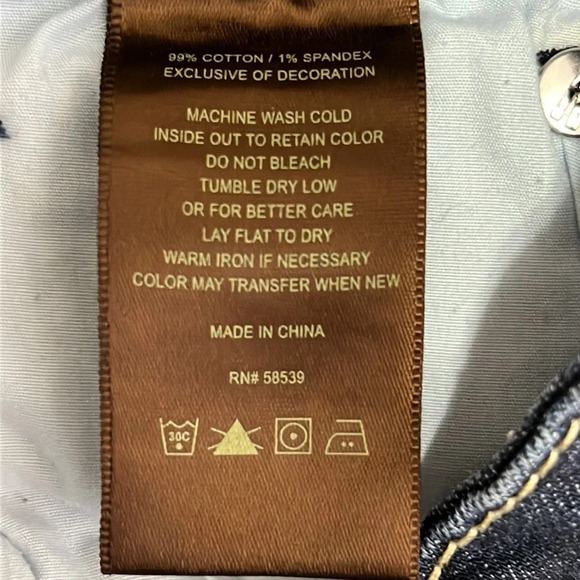 99% COTTON / 1% SPANDEX
EXCLUSIVE OF DECORATION
MACHINE WASH COLD
INSIDE OUT TO RETAIN COLOR
DO NOT BLEACH
TUMBLE DRY LOW
OR FOR BETTER CARE
LAY FLAT TO DRY
WARM IRON IF NECESSARY
COLOR MAY TRANSFER WHEN NEW
MADE IN CHINA
RN# 58539
30C